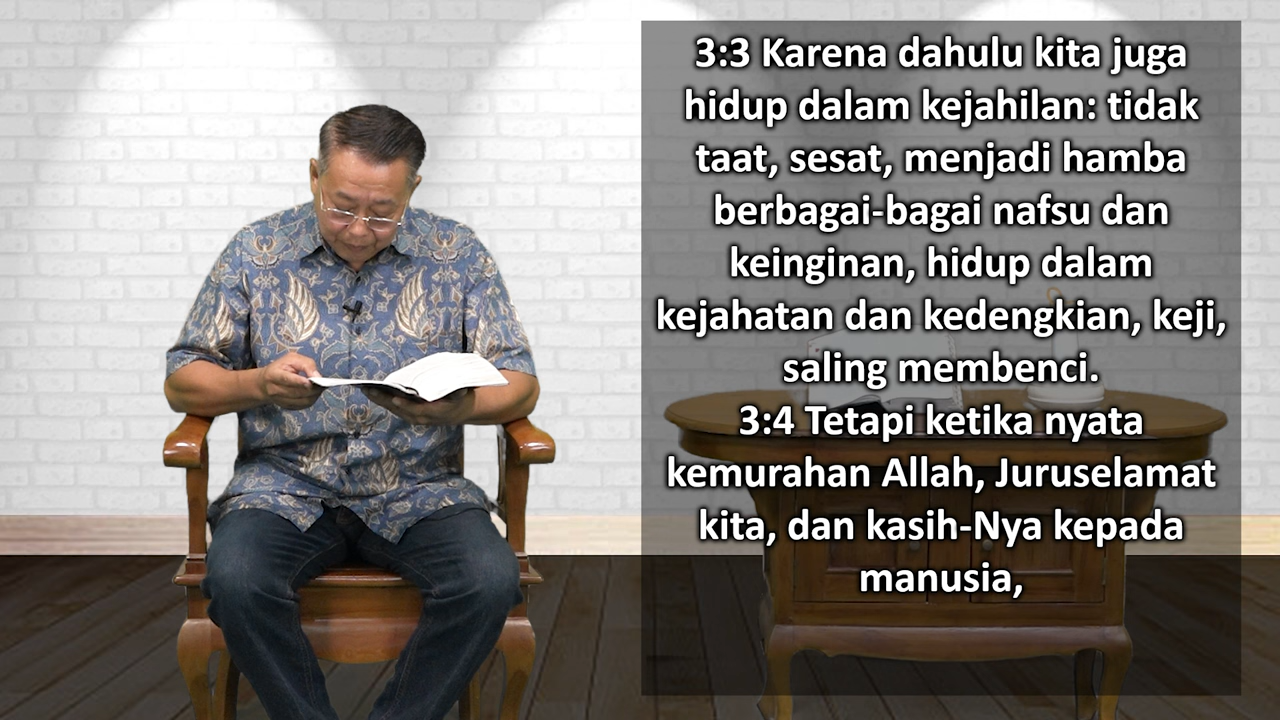 3:3 Karena dahulu kita juga
hidup dalam kejahilan: tidak
taat, sesat, menjadi hamba
berbagai-bagai nafsu dan
keinginan, hidup dalam
kejahatan dan kedengkian, keji,
saling membenci.
3:4 Tetapi ketika nyata
kemurahan Allah, Juruselamat
kita, dan kasih-Nya kepada
manusia,